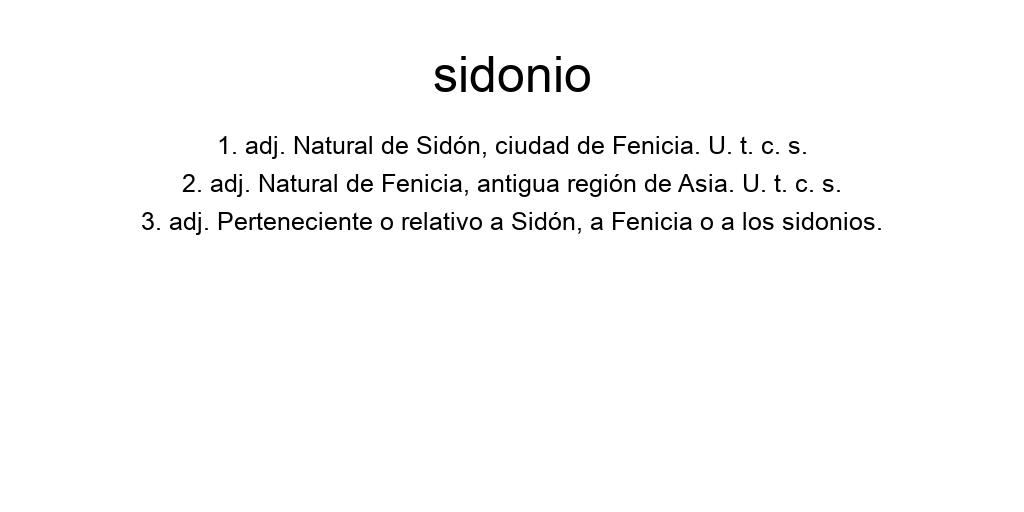 sidonio
1. adj. Natural de Sidón, ciudad de Fenicia. U. t. c. s.
2. adj. Natural de Fenicia, antigua región de Asia. U. t. c. s.
3. adj. Perteneciente o relativo a Sidón, a Fenicia o a los sidonios.